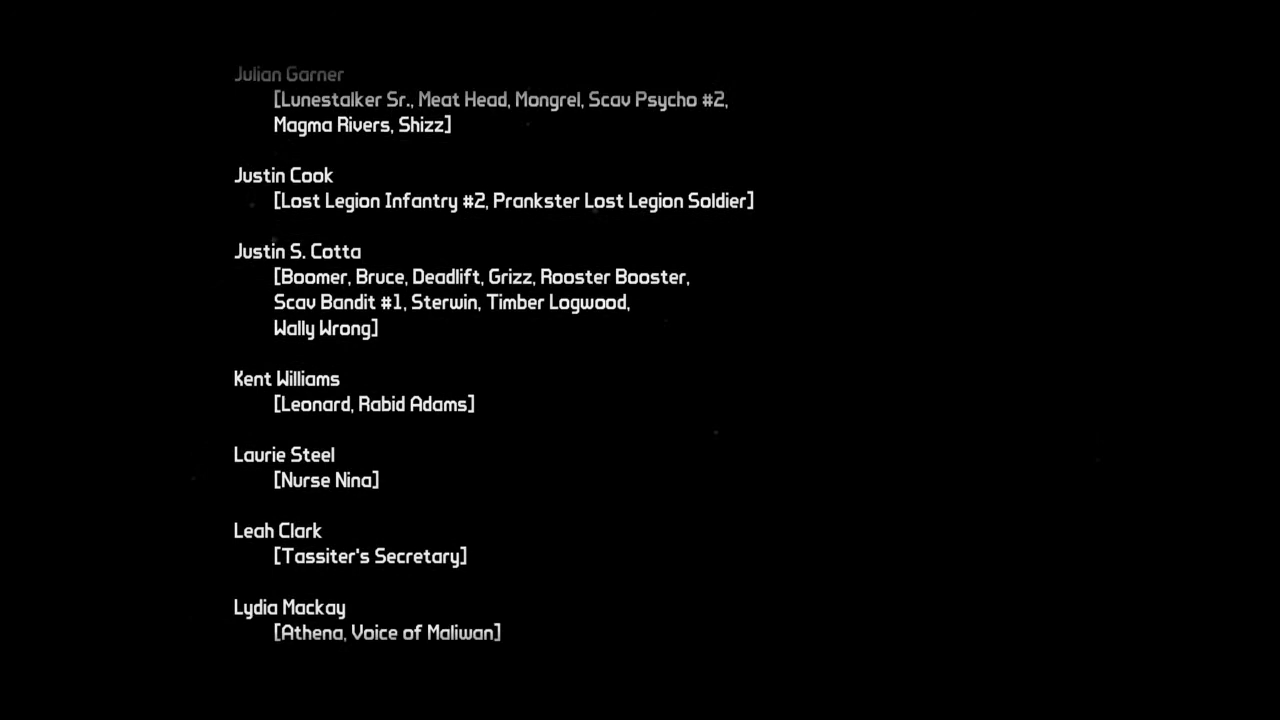 Julian Garner
[Lunestalker Sr., Meat Head, Mongrel, Scav Psycho #2,
Magma Rivers, Shizz]
Justin Cook
[Lost Legion Infantry #2, Prankster Lost Legion Soldier]
Justin S. Cotta
[Boomer, Bruce, Deadlift, Grizz, Rooster Booster,
Scav Bandit #1, Sterwin, Timber Logwood,
Wally Wrong]
Kent Williams
[Leonard, Rabid Adams]
Laurie Steel
[Nurse Nina]
Leah Clark
[Tassiter's Secretary]
Lydia Mackay
[Athena, Voice of Maliwan]